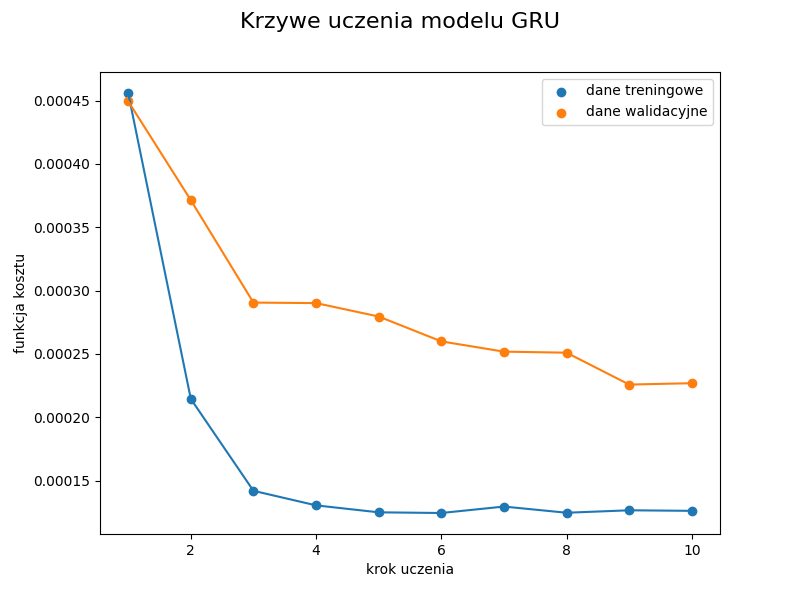 Krzywe uczenia modelu GRU
dane treningowe
dane walidacyjne
funkcja kosztu
0.00045
0.00040
0.00035
0.00030
0.00025
0.00020
0.00015
2 4 6 8 10
krok uczenia